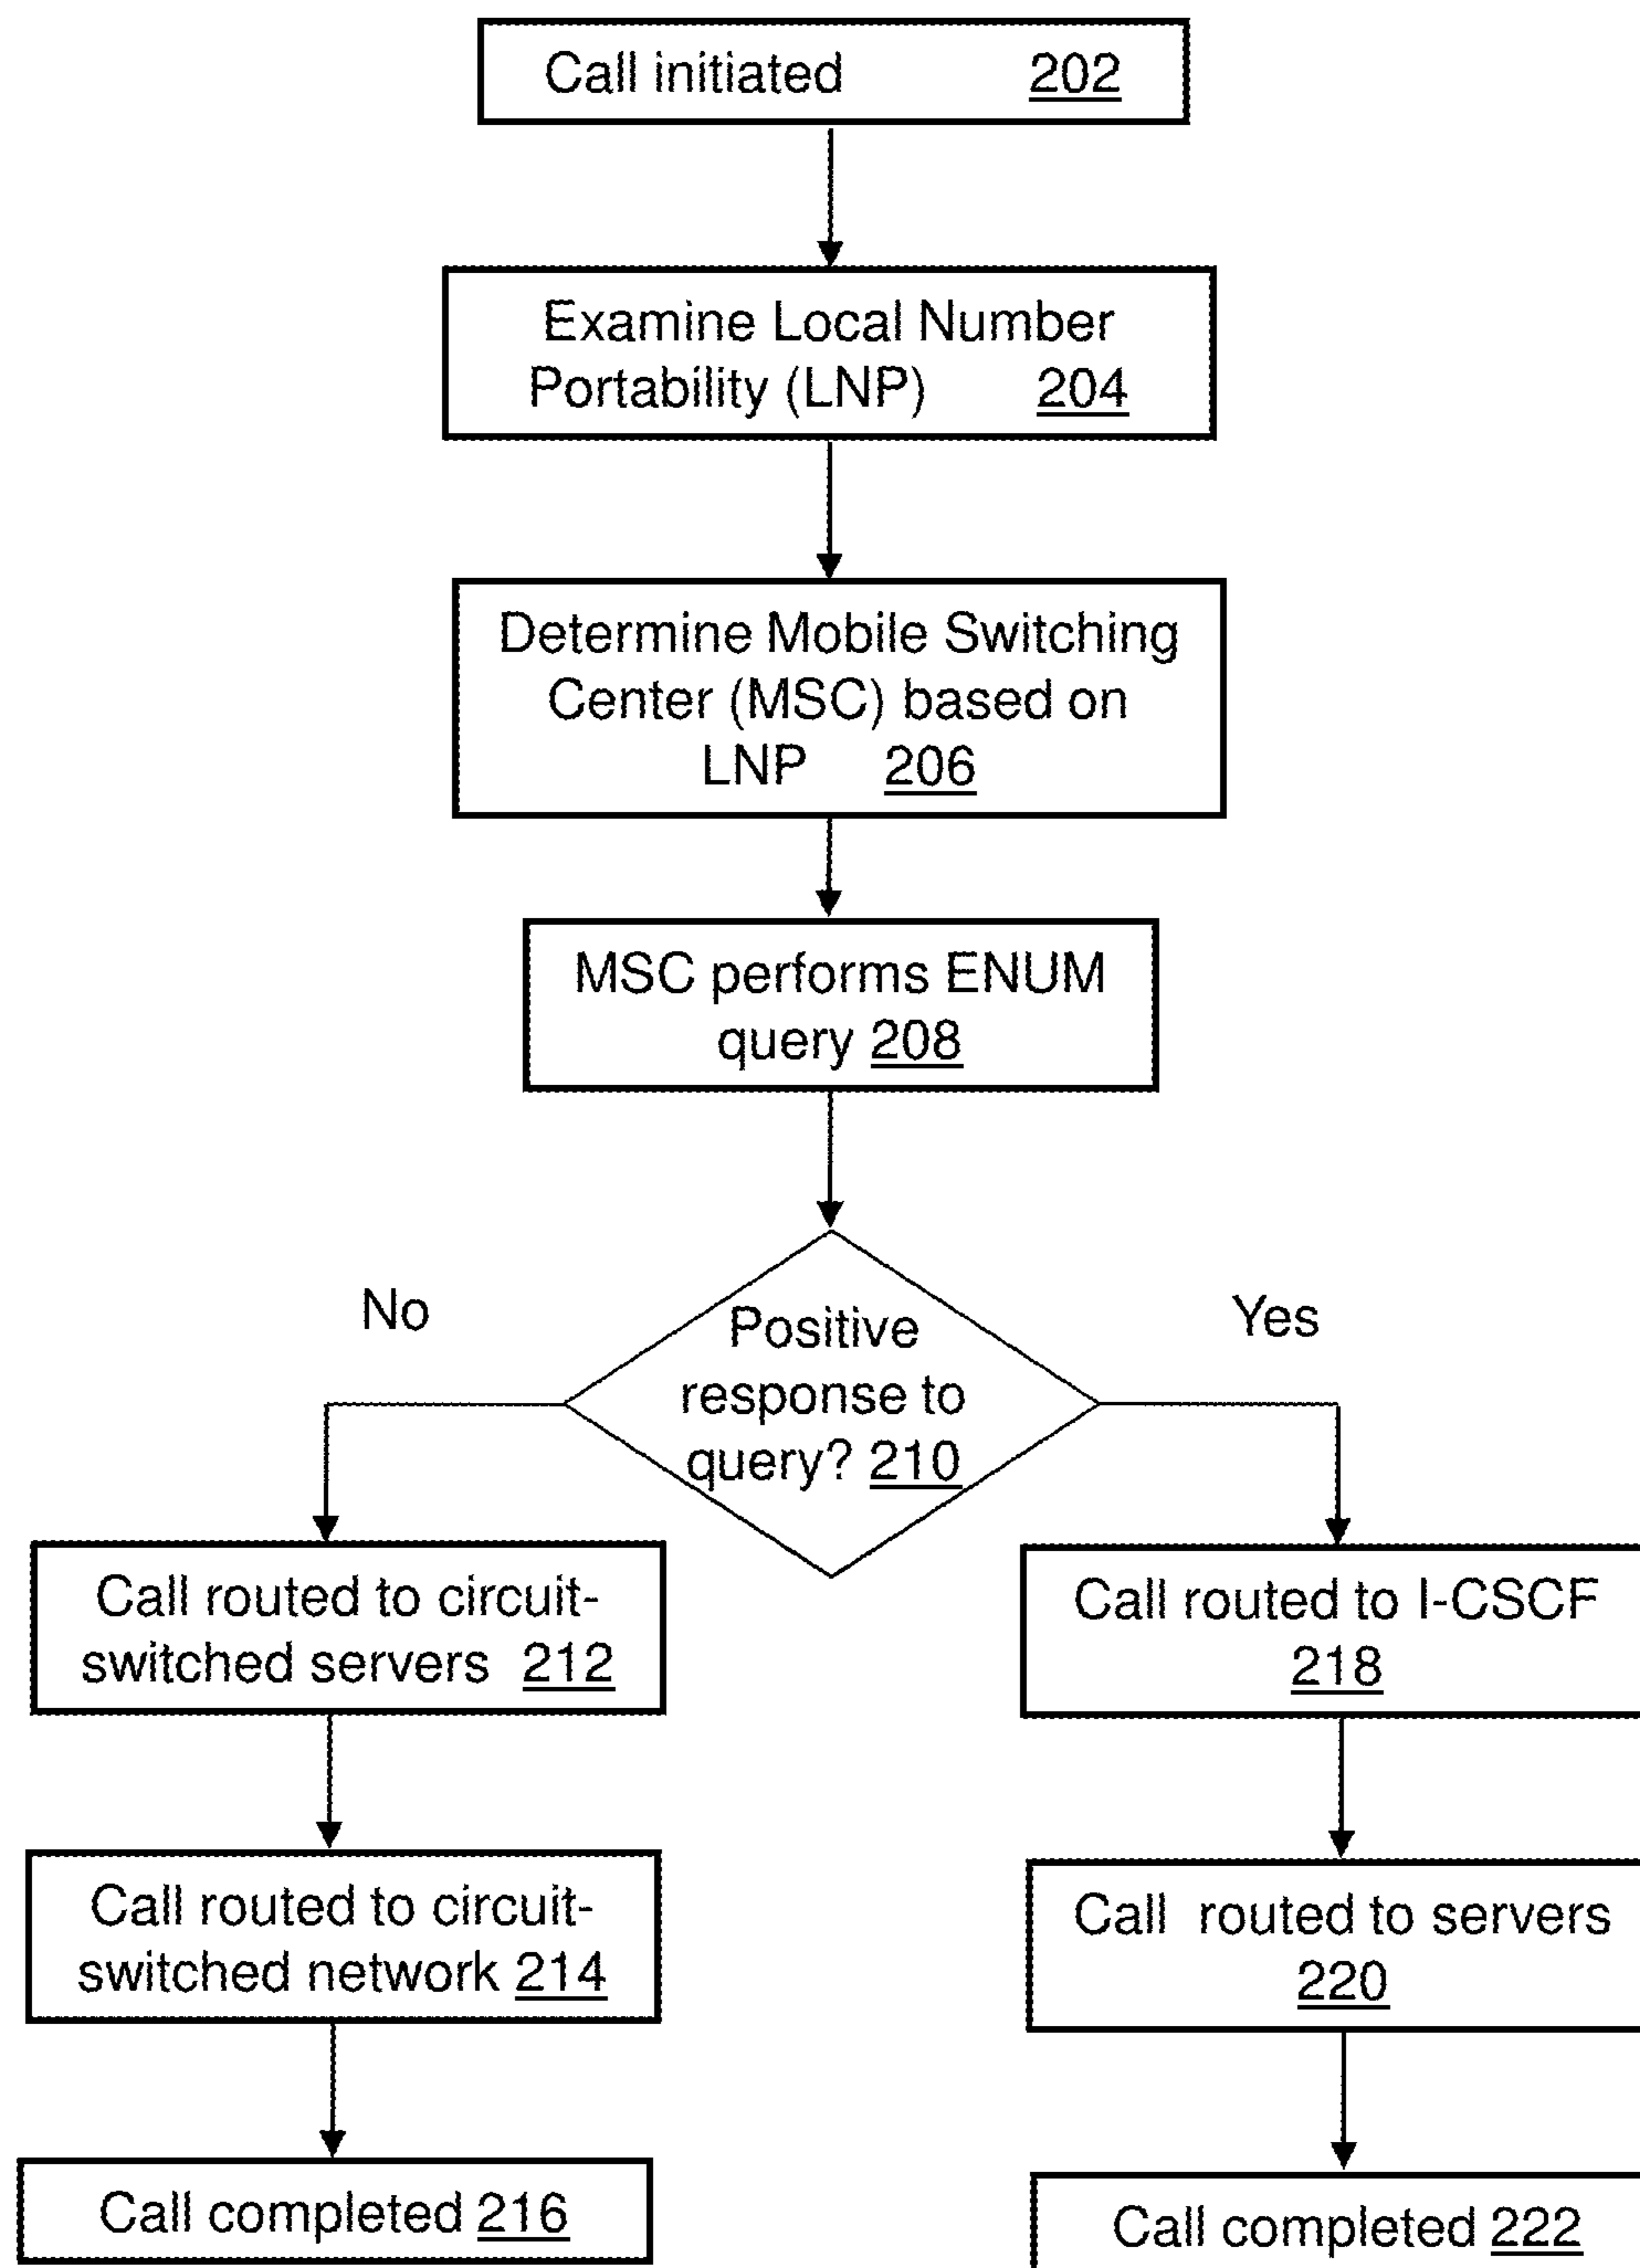 Call initiated 202
Examine Local Number
Portability (LNP) 204
Determine Mobile Switching
Center (MSC) based on
LNP 206
MSC performs ENUM
query 208
Positive
response to
query? 210
No
Yes
Call routed to circuit-
switched servers 212
Call routed to circuit-
switched network 214
Call completed 216
Call routed to I-CSCF
218
Call routed to servers
220
Call completed 222